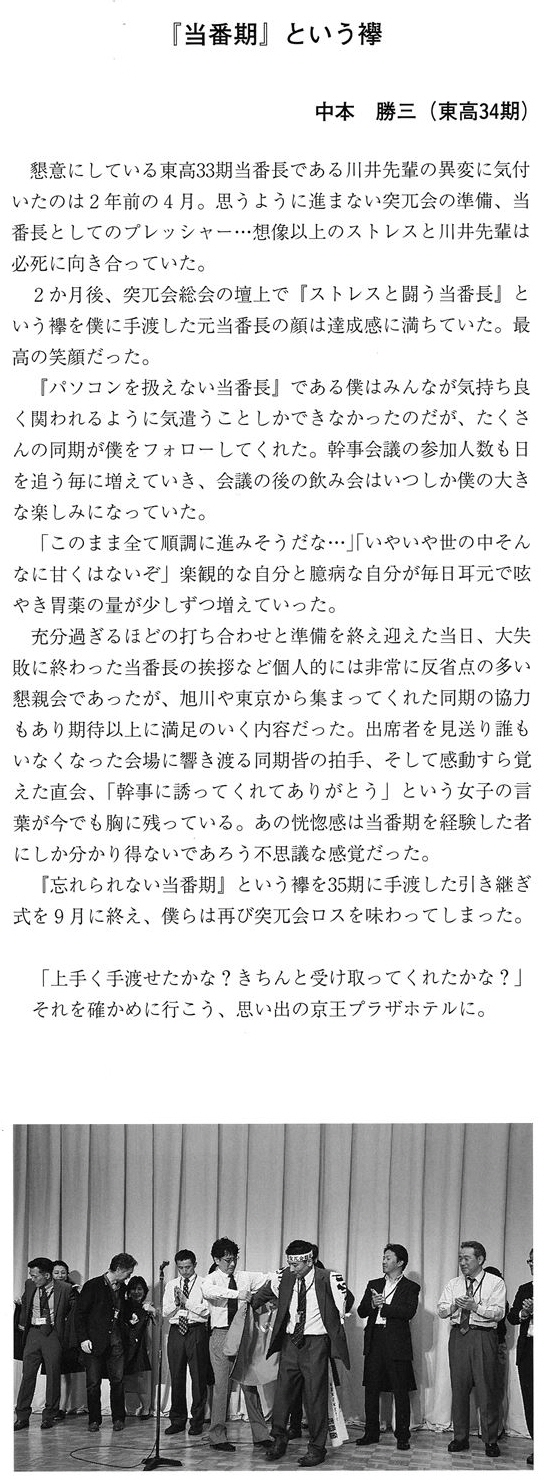 『当番期』という襷
中本　勝三（東高34期）
懇意にしている東高33期当番長である川井先輩の異変に気付
いたのは２年前の４月。思うように進まない突兀会の準備、当
番長としてのプレッシャー…想像以上のストレスと川井先輩は
必死に向き合っていた。
２か月後、突兀会総会の壇上で『ストレスと闘う当番長』と
いう襷を僕に手渡した元当番長の顔は達成感に満ちていた。最
高の笑顔だった。
『パソコンを扱えない当番長』である僕はみんなが気持ち良
く関われるように気遣うことしかできなかったのだが、たくさ
んの同期が僕をフォローしてくれた。幹事会議の参加人数も日
を追う毎に増えていき、会議の後の飲み会はいつしか僕の大き
な楽しみになっていた。
「このまま全て順調に進みそうだな…」「いやいや世の中そん
なに甘くはないぞ」楽観的な自分と臆病な自分が毎日耳元で呟
やき胃薬の量が少しずつ増えていった。
充分過ぎるほどの打ち合わせと準備を終え迎えた当日、大失
敗に終わった当番長の挨拶など個人的には非常に反省点の多い
懇親会であったが、旭川や東京から集まってくれた同期の協力
もあり期待以上に満足のいく内容だった。出席者を見送り誰も
いなくなった会場に響き渡る同期皆の拍手、そして感動すら覚
えた直会、「幹事に誘ってくれてありがとう」という女子の言
葉が今でも胸に残っている。あの恍惚感は当番期を経験した者
にしか分かり得ないであろう不思議な感覚だった。
『忘れられない当番期』という襷を35期に手渡した引き継ぎ
式を９月に終え、僕らは再び突兀会ロスを味わってしまった。
「上手く手渡せたかな？きちんと受け取ってくれたかな？」
それを確かめに行こう、思い出の京王プラザホテルに。